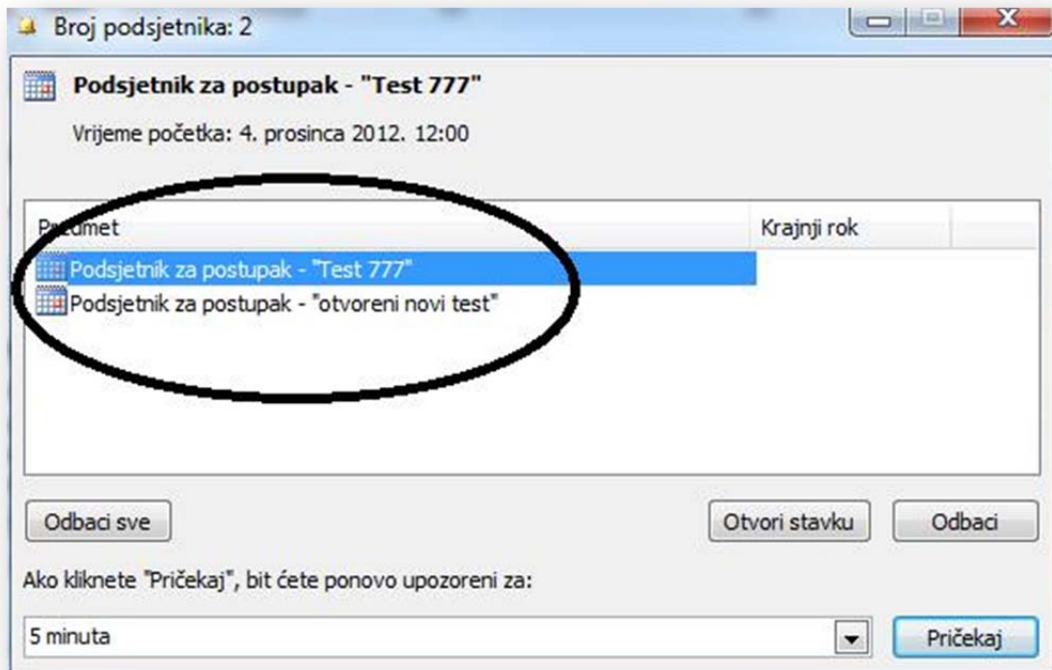 Broj podsjetnika: 2
Podsjetnik za postupak - "Test 777"
Vrijeme početka: 4. prosinca 2012. 12:00
Predmet Krajnji rok
Podsjetnik za postupak - "Test 777"
Podsjetnik za postupak - "otvoreni novi test"
Odbaci sve Otvori stavku Odbaci
Ako kliknete "Pričekaj", bit ćete ponovo upozoreni za:
5 minuta Pričekaj